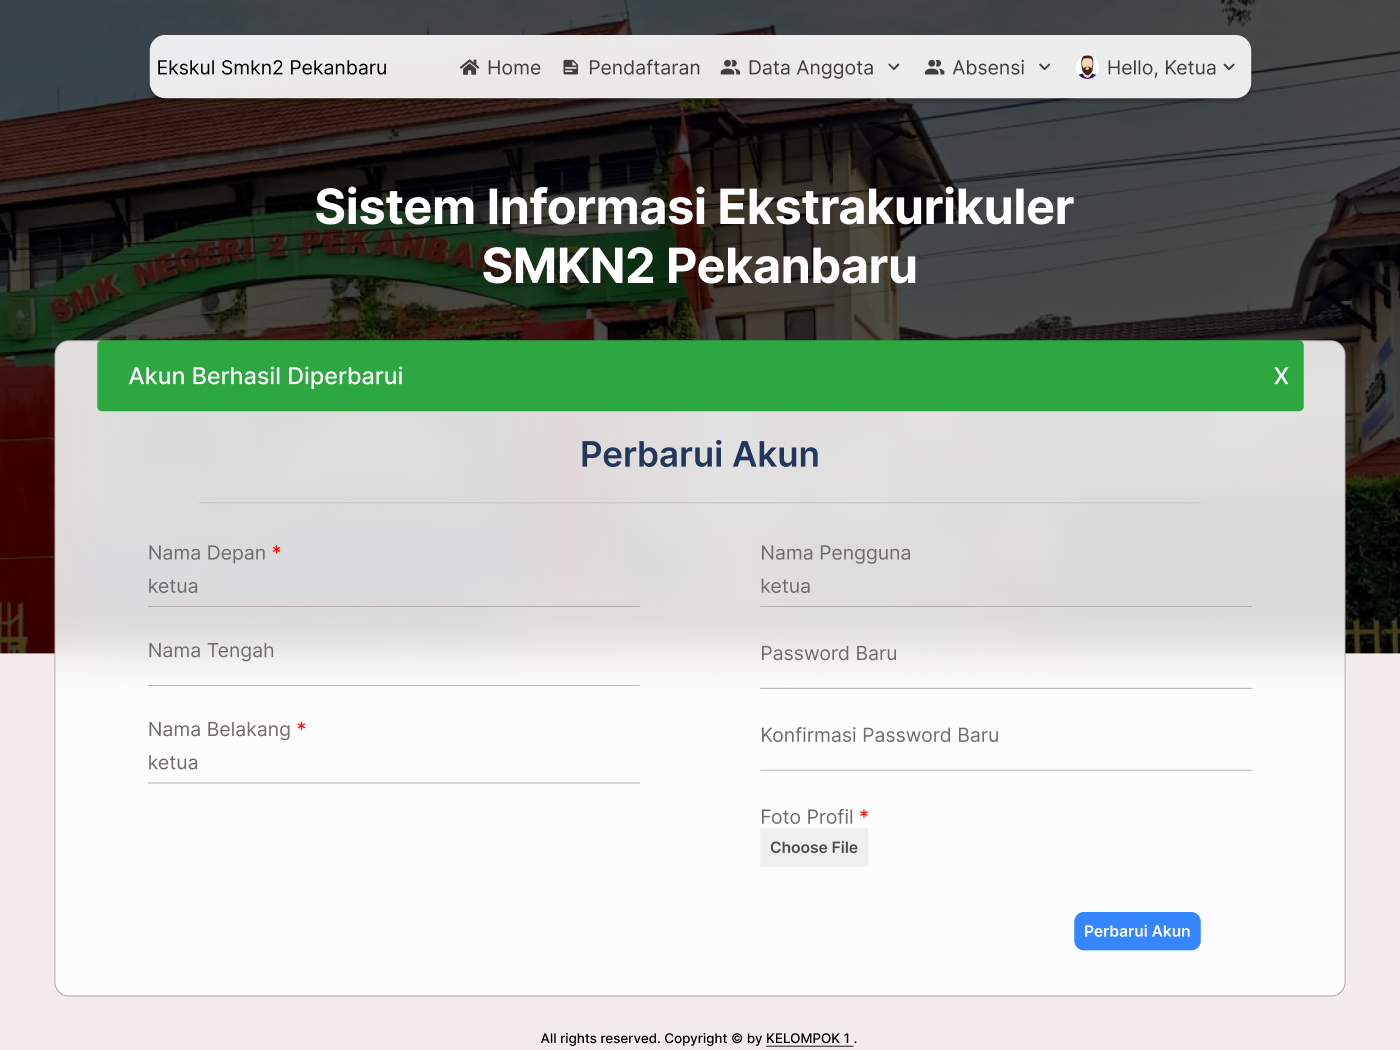 Ekskul Smkn2 Pekanbaru Home Pendaftaran Data Anggota Absensi Hello, Ketua
Sistem Informasi Ekstrakurikuler
SMKN2 Pekanbaru
SMK NEGERI 2
Akun Berhasil Diperbarui X
Perbarui Akun
Nama Depan *
ketua
Nama Tengah
Nama Belakang *
ketua
Nama Pengguna
ketua
Password Baru
Konfirmasi Password Baru
Foto Profil *
Choose File
Perbarui Akun
All rights reserved. Copyright © by KELOMPOK 1 .